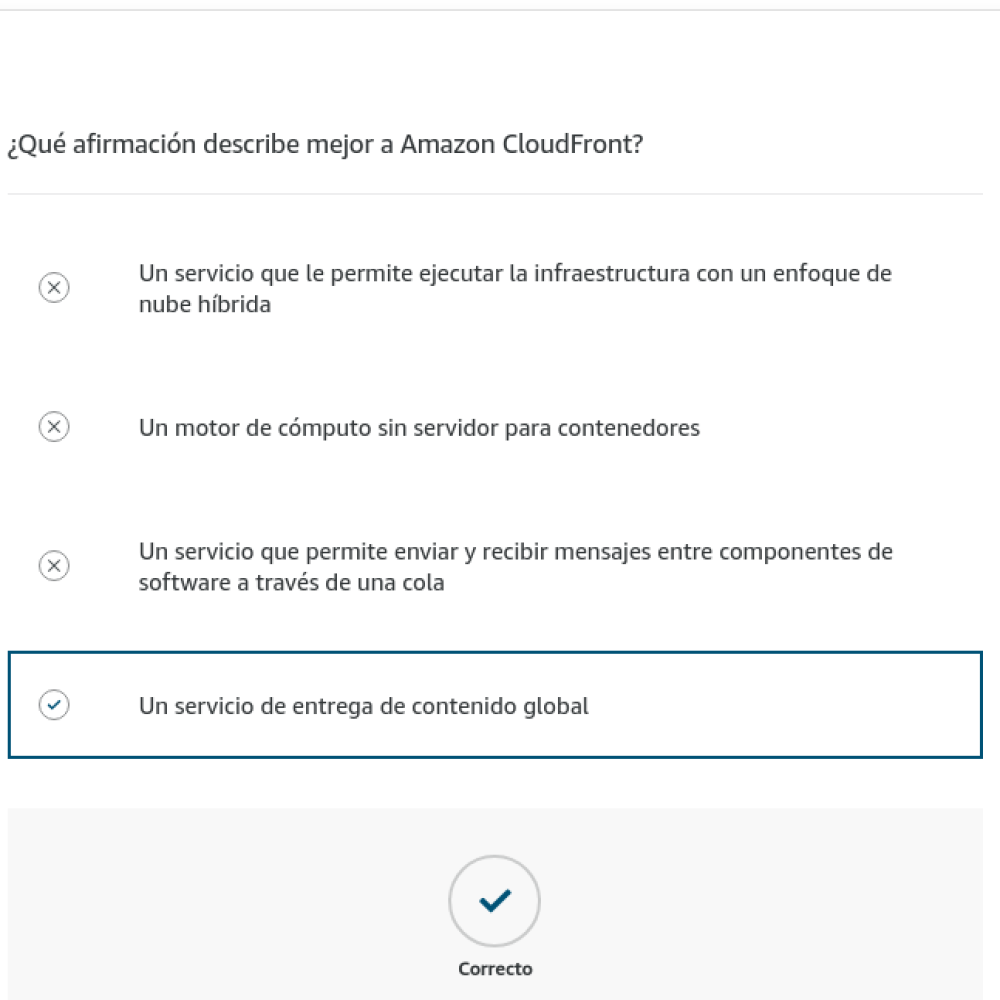 ¿Qué afirmación describe mejor a Amazon CloudFront?
Un servicio que le permite ejecutar la infraestructura con un enfoque de
nube híbrida
Un motor de cómputo sin servidor para contenedores
Un servicio que permite enviar y recibir mensajes entre componentes de
software a través de una cola
Un servicio de entrega de contenido global
Correcto